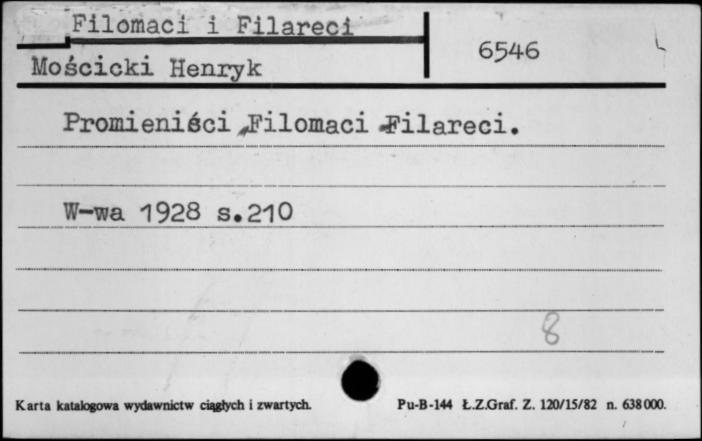 Filomaci i Filareci
6546
Mościcki Henryk
Promieniści Filomaci Filareci.
W-wa 1928 s.210
8
Karta katalogowa wydawnictw ciągłych i zwartych. Pu-B-144 Ł.Z.Graf. Z. 120/15/82 n. 638000.